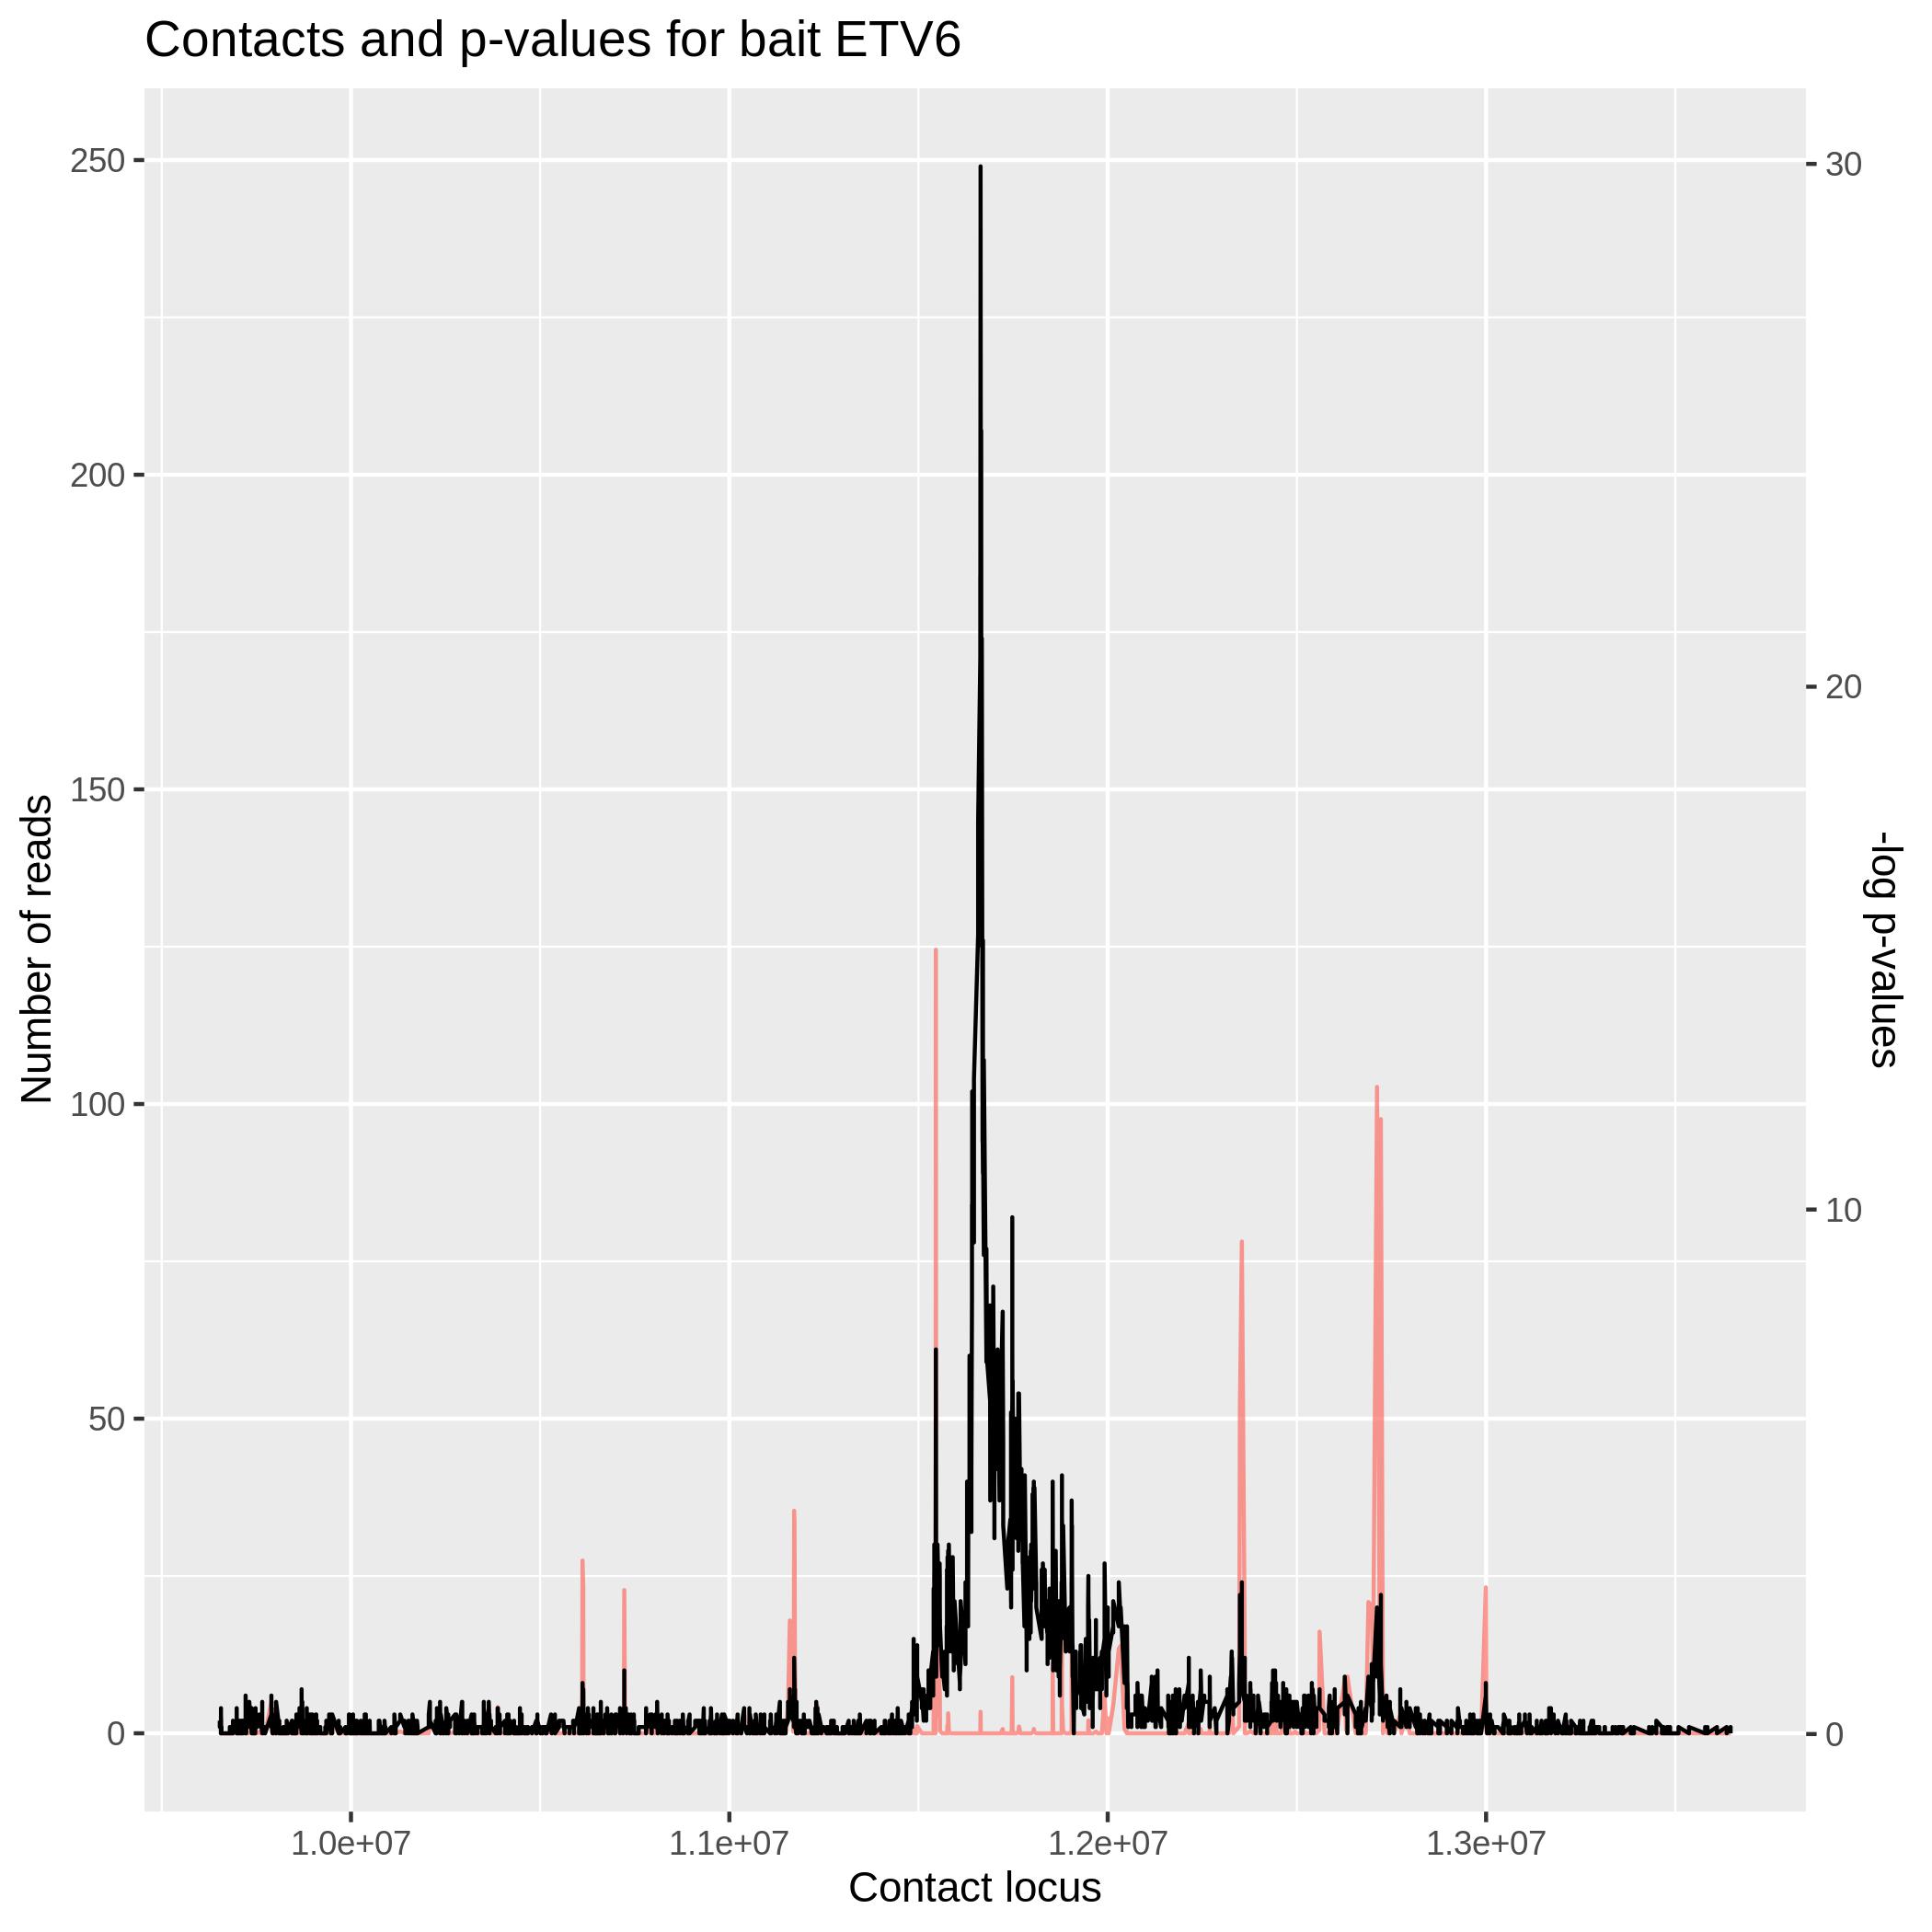 Contacts and p-values for bait ETV6
250
200
150
100
50
0
30
20
10
0
Number of reads
-log p-values
1.0e+07 1.1e+07 1.2e+07 1.3e+07
Contact locus